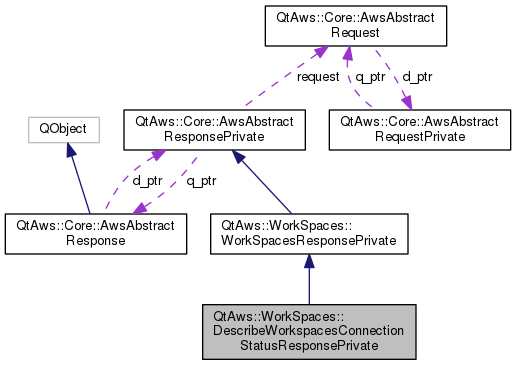 QtAws::Core::AwsAbstract
Request
request
q_ptr
d_ptr
QObject
QtAws::Core::AwsAbstract
ResponsePrivate
QtAws::Core::AwsAbstract
RequestPrivate
d_ptr
q_ptr
QtAws::Core::AwsAbstract
Response
QtAws::WorkSpaces::
WorkSpacesResponsePrivate
QtAws::WorkSpaces::
DescribeWorkspacesConnection
StatusResponsePrivate